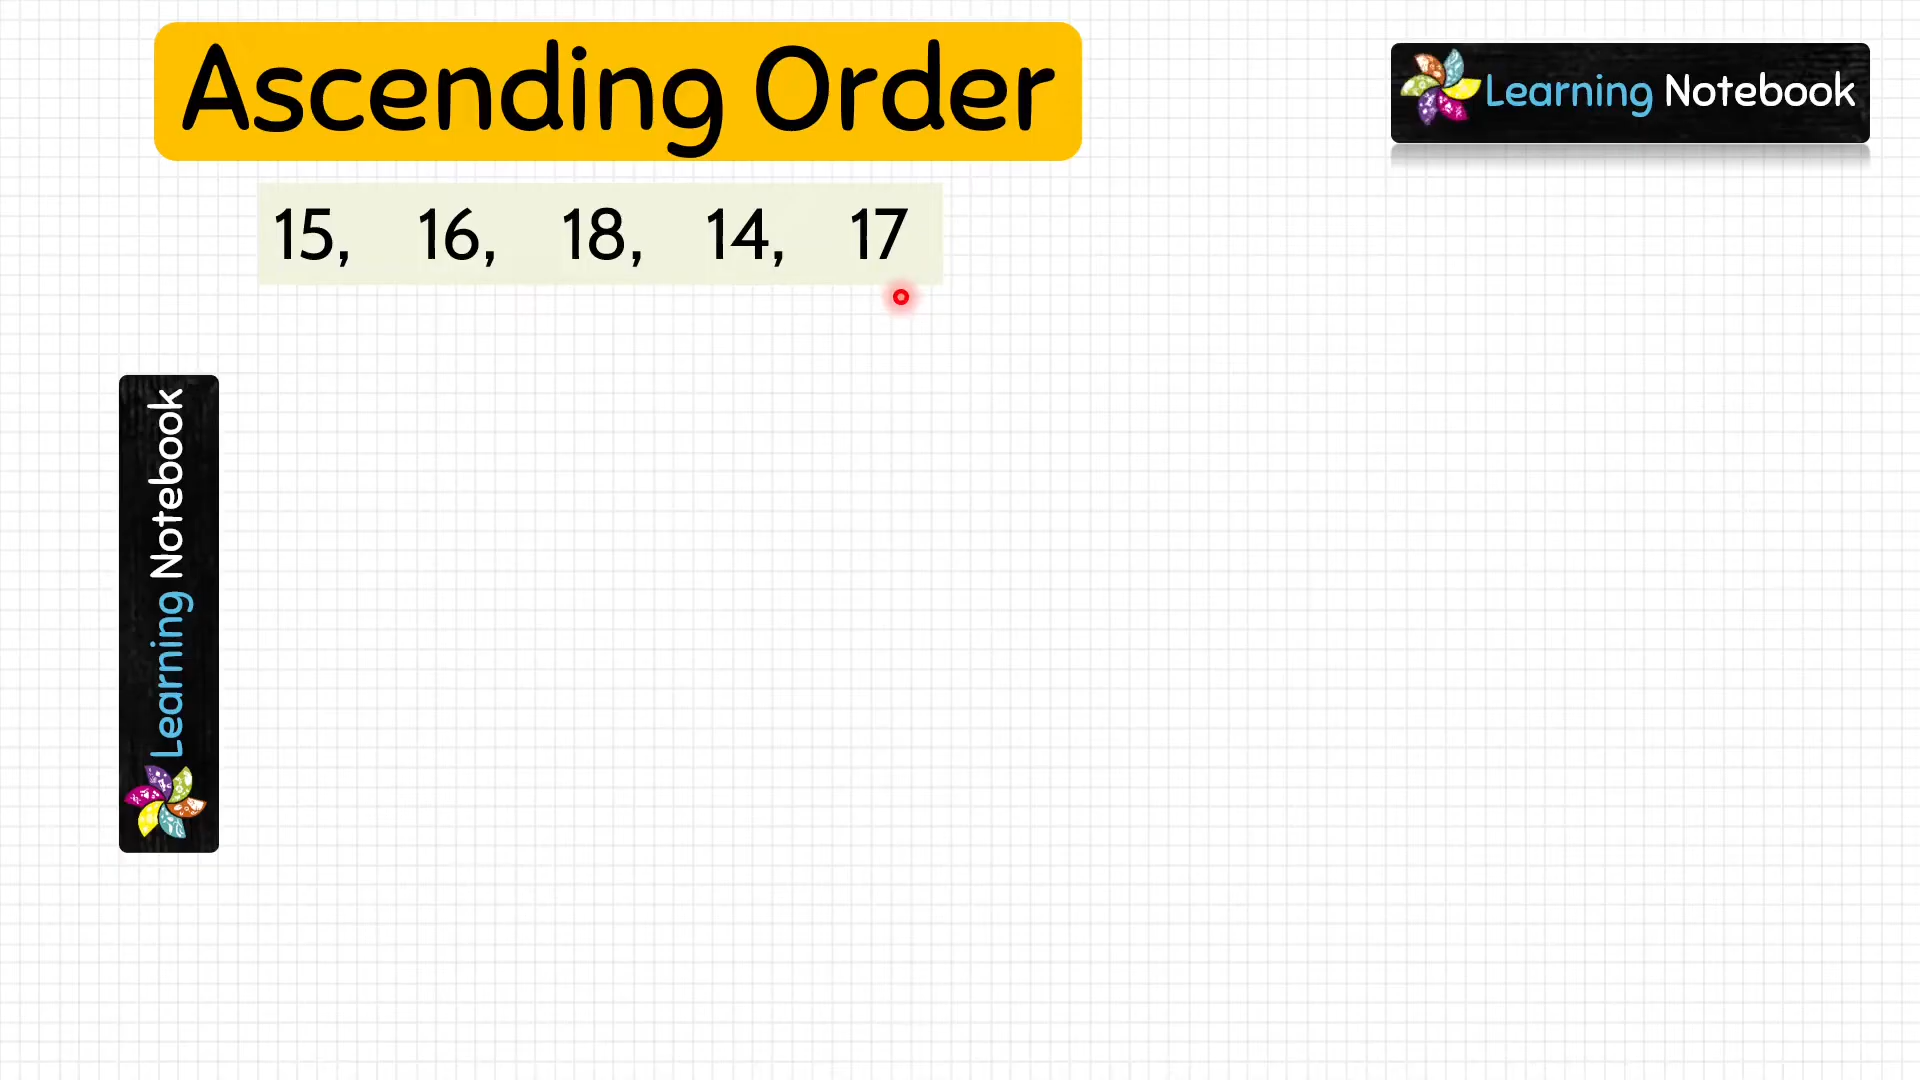 Ascending Order
Learning Notebook
15, 16, 18, 14, 17
Learning Notebook